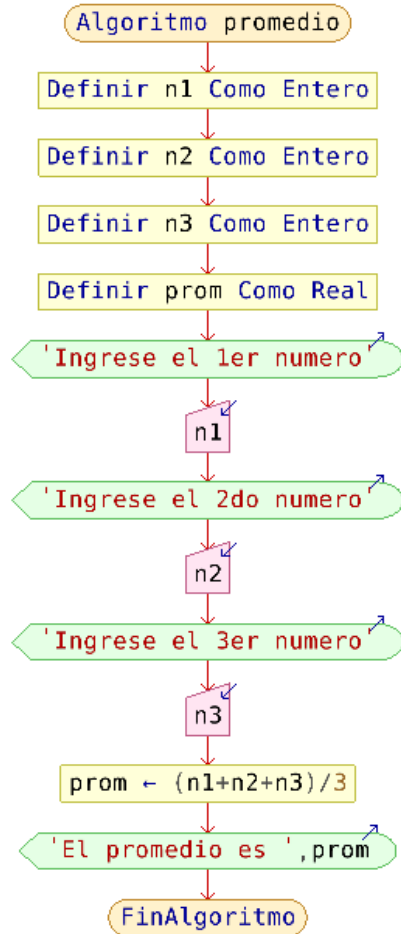 Algoritmo promedio
Definir n1 Como Entero
Definir n2 Como Entero
Definir n3 Como Entero
Definir prom Como Real
'Ingrese el 1er numero'
n1
'Ingrese el 2do numero'
n2
'Ingrese el 3er numero'
n3
prom ← (n1+n2+n3)/3
'El promedio es ',prom
FinAlgoritmo